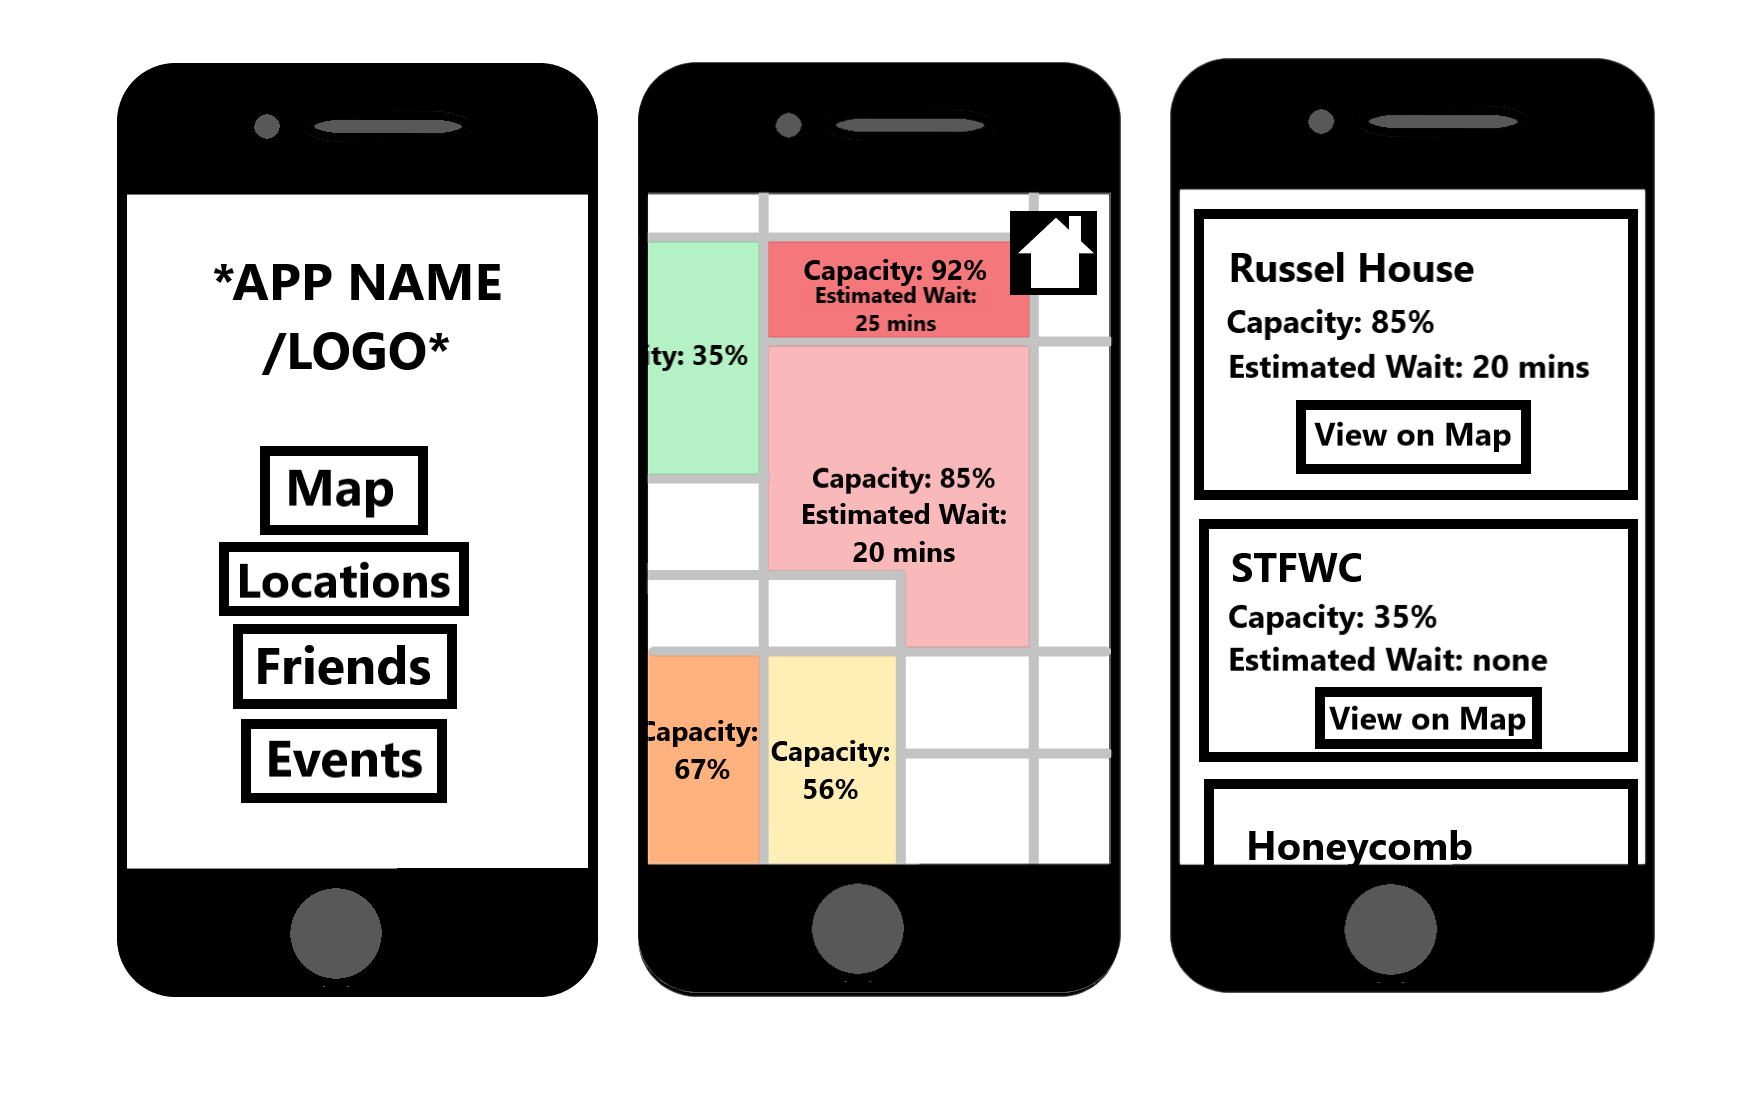 *APP NAME
/LOGO*
Map
Locations
Friends
Events
Capacity: 92%
Estimated Wait:
25 mins
ity: 35%
Capacity: 85%
Estimated Wait:
20 mins
Capacity:
67%
Capacity:
56%
Russel House
Capacity: 85%
Estimated Wait: 20 mins
View on Map
STFWC
Capacity: 35%
Estimated Wait: none
View on Map
Honeycomb